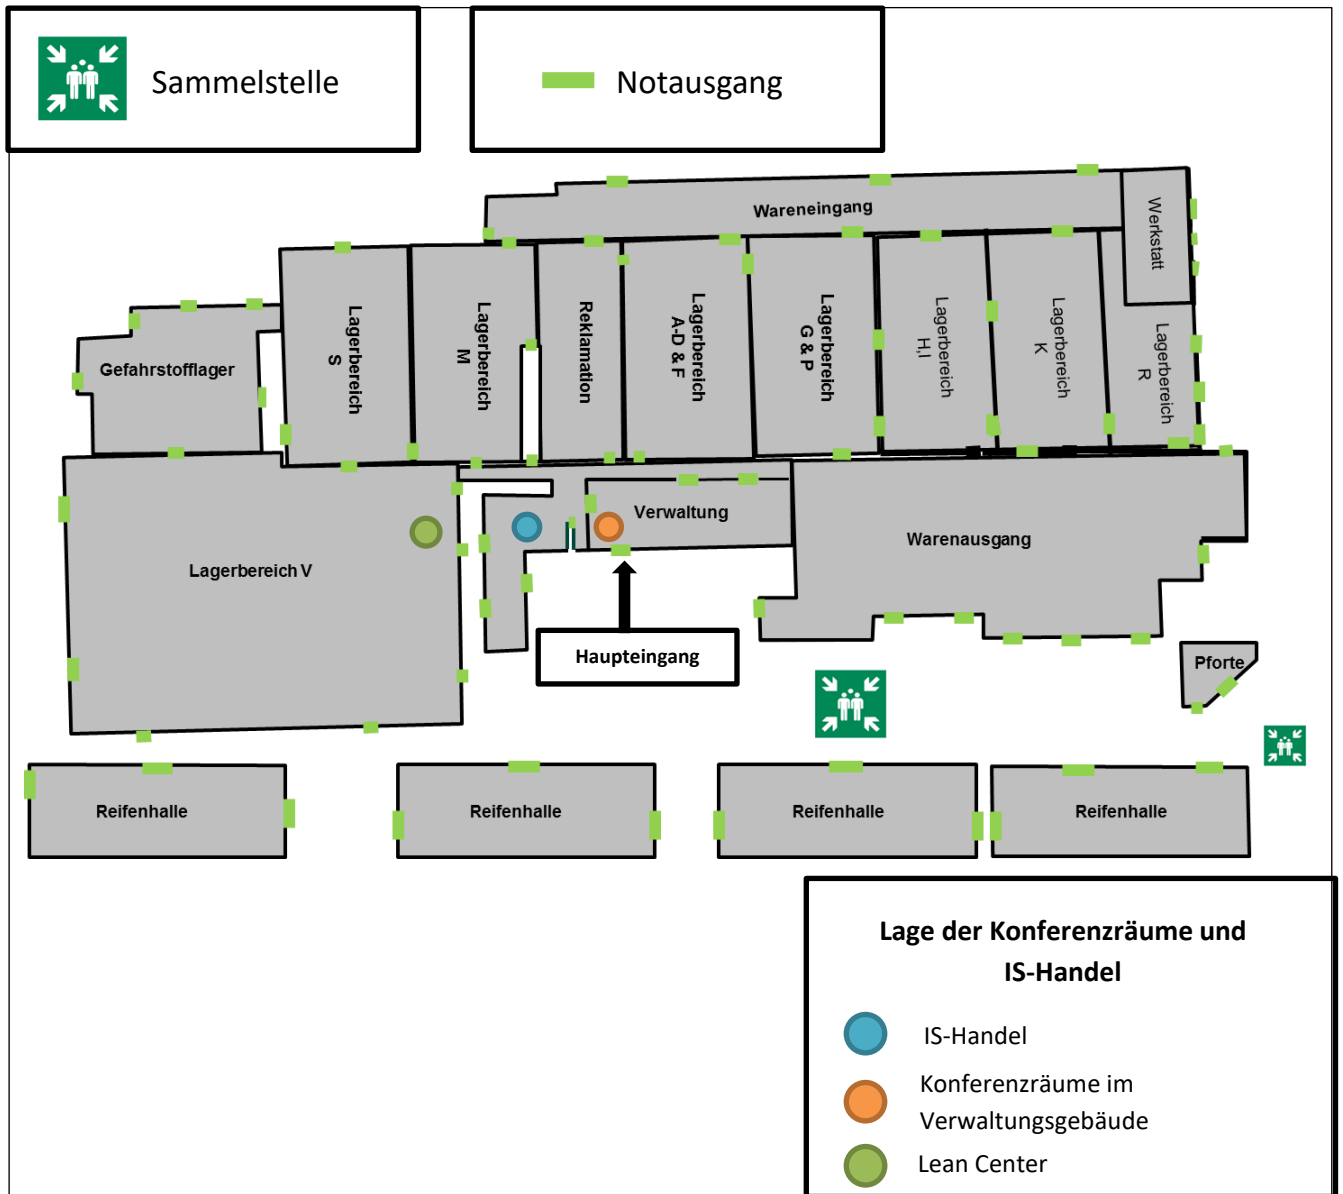 Sammelstelle
Notausgang
Wareneingang
Werkstatt
Lagerbereich
S
Lagerbereich
M
Reklamation
Lagerbereich
A-D & F
Lagerbereich
G & P
Lagerbereich
H,I
Lagerbereich
K
Lagerbereich
R
Gefahrstofflager
Verwaltung
Warenausgang
Lagerbereich V
Haupteingang
Pforte
Reifenhalle
Reifenhalle
Reifenhalle
Reifenhalle
Lage der Konferenzräume und
IS-Handel
IS-Handel
Konferenzräume im
Verwaltungsgebäude
Lean Center